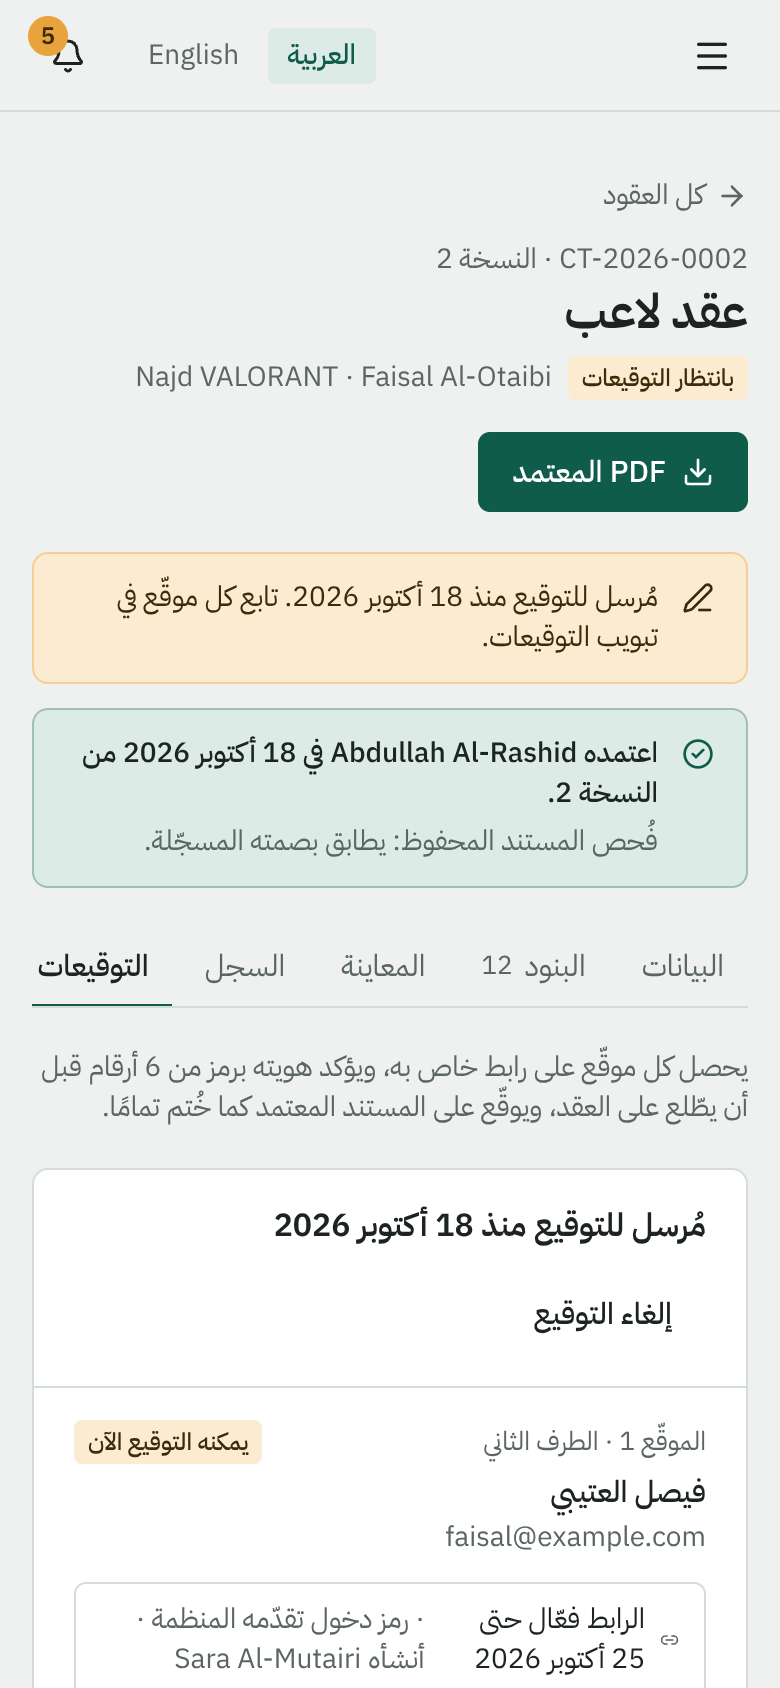 5
English
العربية
كل العقود
CT-2026-0002 · النسخة 2
عقد لاعب
بانتظار التوقيعات
Najd VALORANT · Faisal Al-Otaibi
PDF المعتمد
مُرسل للتوقيع منذ 18 أكتوبر 2026. تابع كل موقّع في
تبويب التوقيعات.
اعتمده Abdullah Al-Rashid في 18 أكتوبر 2026 من
النسخة 2.
فُحص المستند المحفوظ: يطابق بصمته المسجّلة.
البيانات
البنود 12
المعاينة
السجل
التوقيعات
يحصل كل موقّع على رابط خاص به، ويؤكد هويته برمز من 6 أرقام قبل
أن يطّلع على العقد، ويوقّع على المستند المعتمد كما خُتم تمامًا.
مُرسل للتوقيع منذ 18 أكتوبر 2026
إلغاء التوقيع
الموقّع 1 · الطرف الثاني
يمكنه التوقيع الآن
فيصل العتيبي
faisal@example.com
الرابط فعّال حتى
25 أكتوبر 2026
· رمز دخول تقدّمه المنظمة ·
أنشأه Sara Al-Mutairi